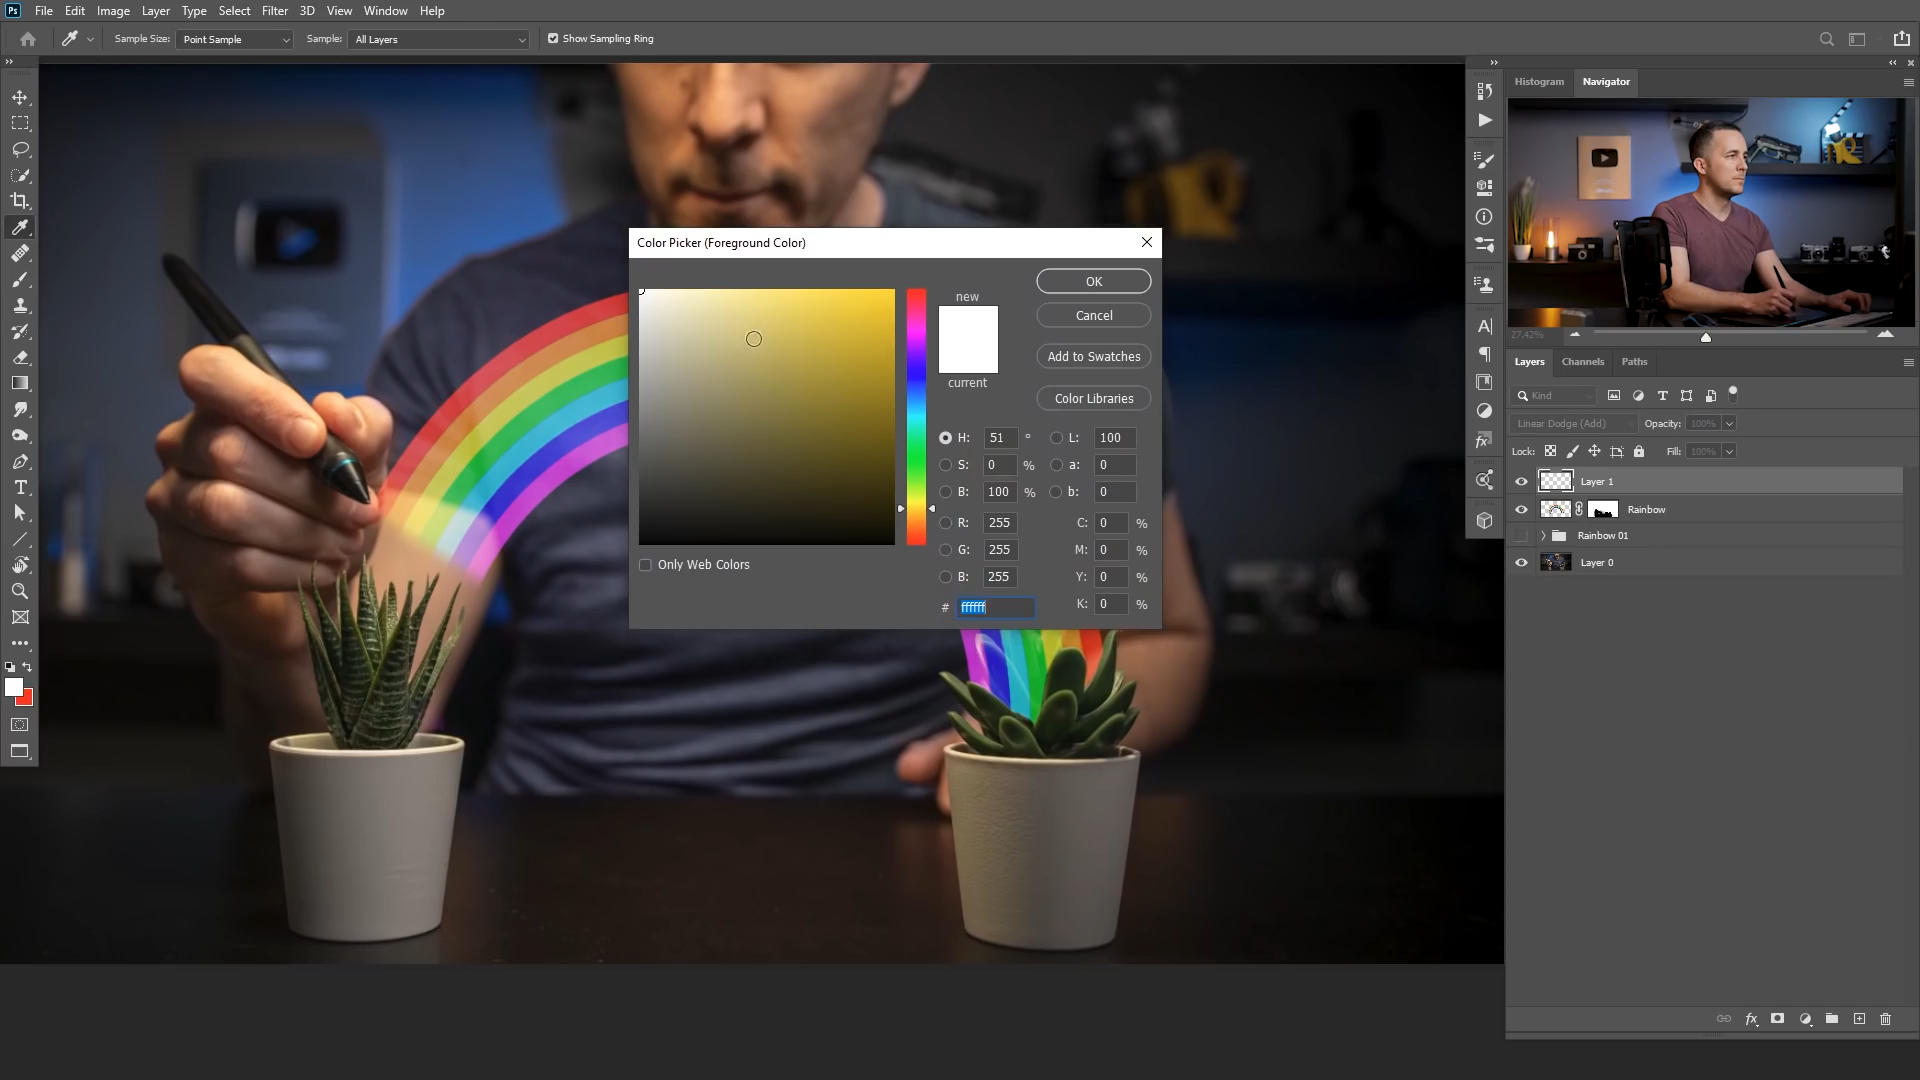 Ps File Edit Image Layer Type Select Filter 3D View Window Help
Sample Size: Point Sample Sample: All Layers Show Sampling Ring
Histogram Navigator
27.42%
Layers Channels Paths
Kind
Linear Dodge (Add) Opacity: 100%
Lock: Fill: 100%
Layer 1
Rainbow
Rainbow 01
Layer 0
Color Picker (Foreground Color)
new
current
OK
Cancel
Add to Swatches
Color Libraries
H: 51 ° L: 100
S: 0 % a: 0
B: 100 % b: 0
R: 255 C: 0 %
G: 255 M: 0 %
B: 255 Y: 0 %
# ffffff K: 0 %
Only Web Colors